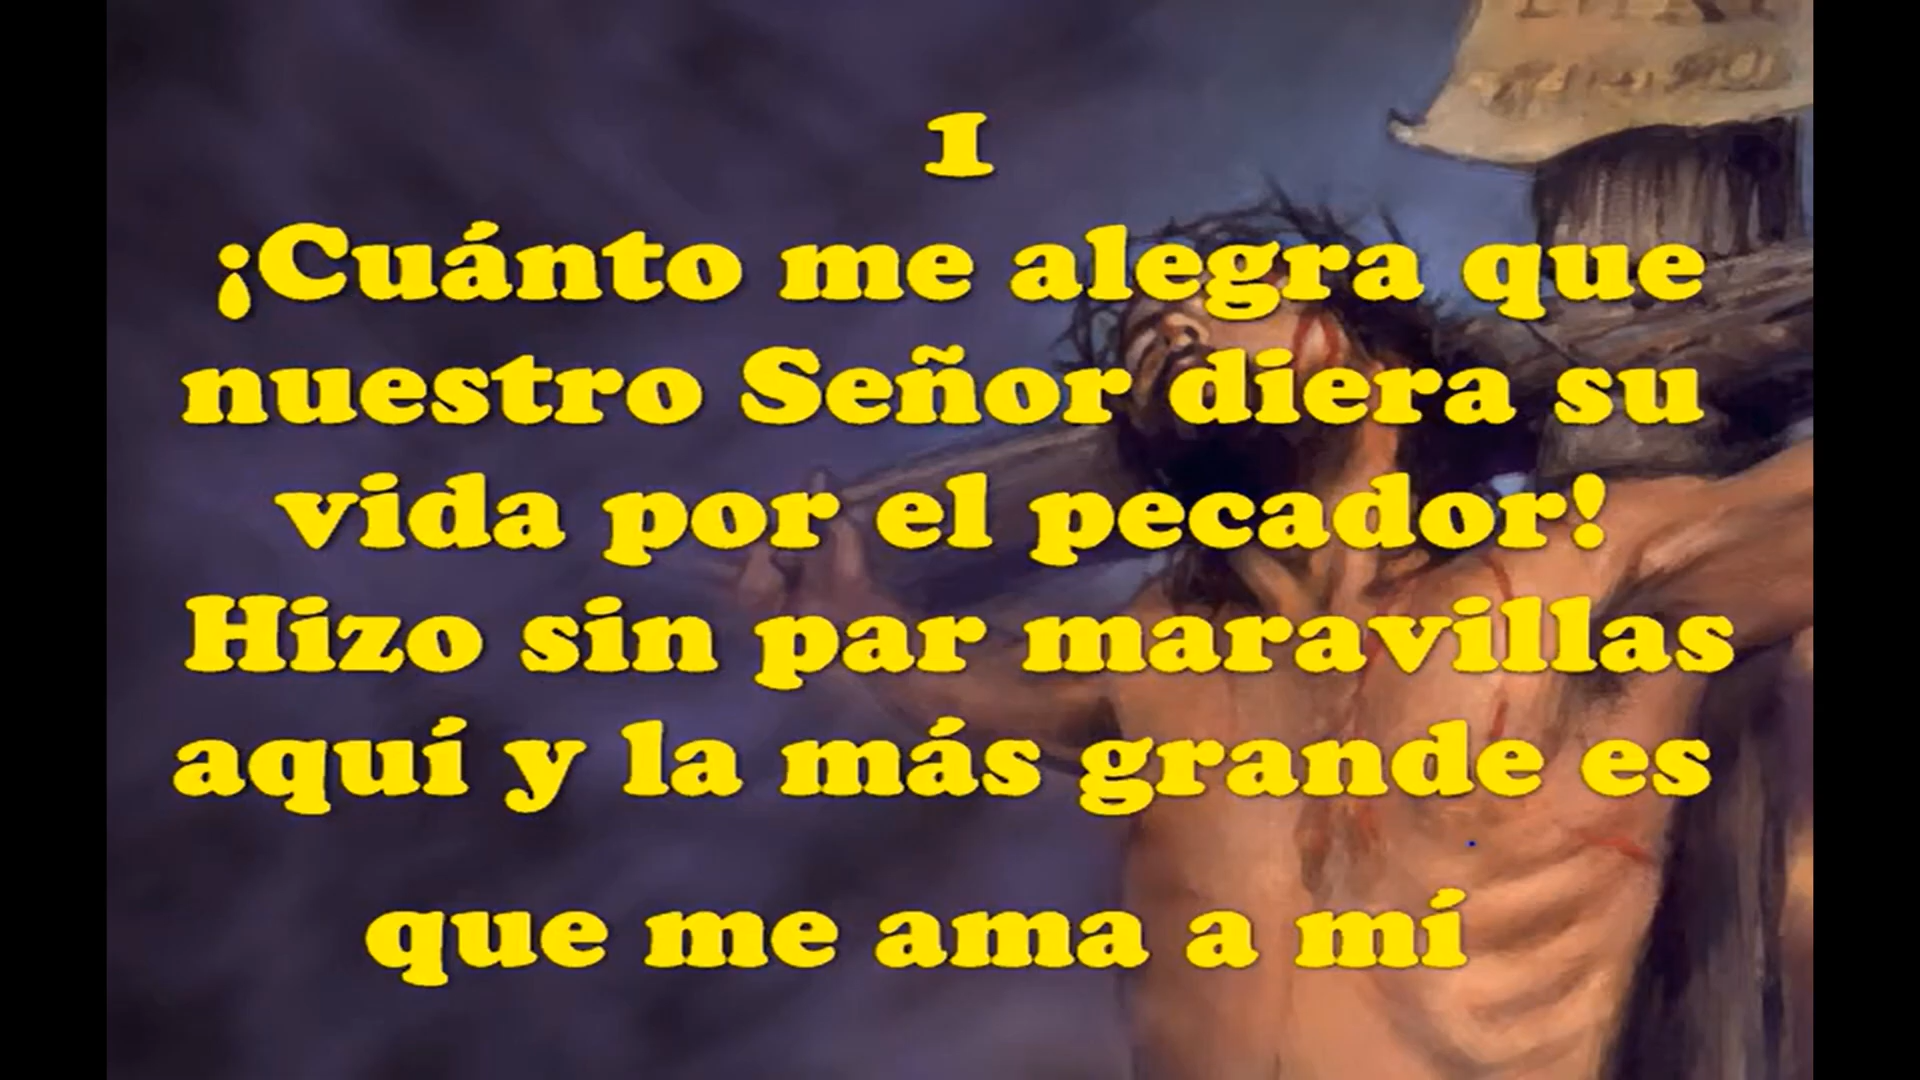 1
¡Cuánto me alegra que
nuestro Señor diera su
vida por el pecador!
Hizo sin par maravillas
aquí y la más grande es
que me ama a mí